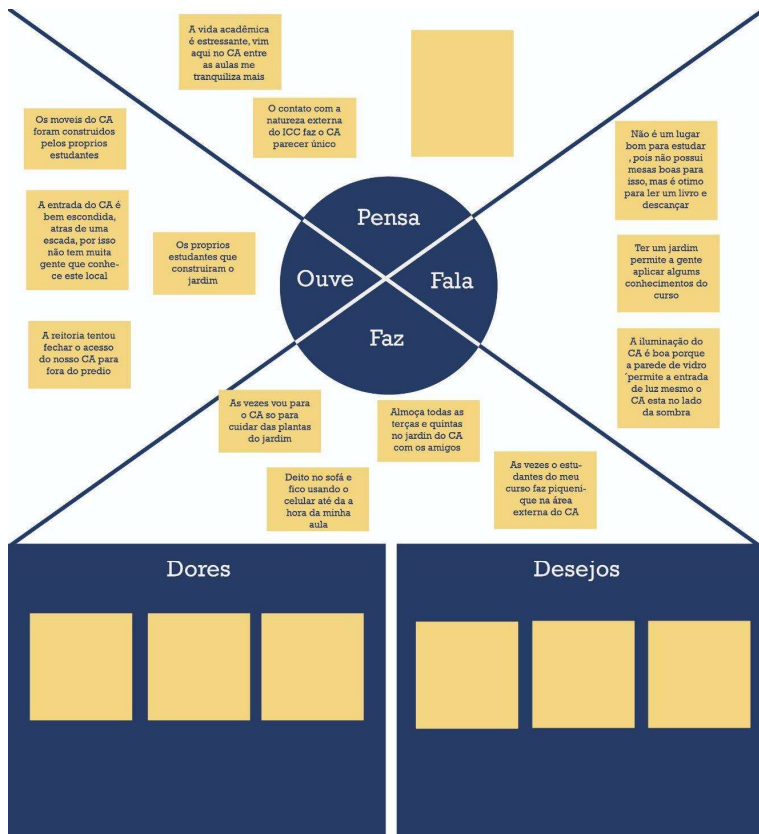 A vida acadêmica
é estressante, vim
aqui no CA entre
as aulas me
tranquiliza mais
O contato com a
natureza externa
do ICC faz o CA
parecer único
Os moveis do CA
foram construidos
pelos proprios
estudantes
A entrada do CA é
bem escondida,
atras de uma
escada, por isso
não tem muita
gente que conhe-
ce este local
Os proprios
estudantes que
construiram o
jardim
A reitoria tentou
fechar o acesso
do nosso CA para
fora do predio
Pensa
Ouve
Fala
Faz
Não é um lugar
bom para estudar
, pois não possui
mesas boas para
isso, mas é otimo
para ler um livro e
descançar
Ter um jardim
permite a gente
aplicar algums
conhecimentos do
curso
A iluminação do
CA é boa porque
a parede de vidro
´permite a entrada
de luz mesmo o
CA esta no lado
da sombra
As vezes vou para
o CA so para
cuidar das plantas
do jardim
Almoça todas as
terças e quintas
no jardin do CA
com os amigos
Deito no sofá e
fico usando o
celular até da a
hora da minha
aula
As vezes o estu-
dantes do meu
curso faz piqueni-
que na área
externa do CA
Dores
Desejos